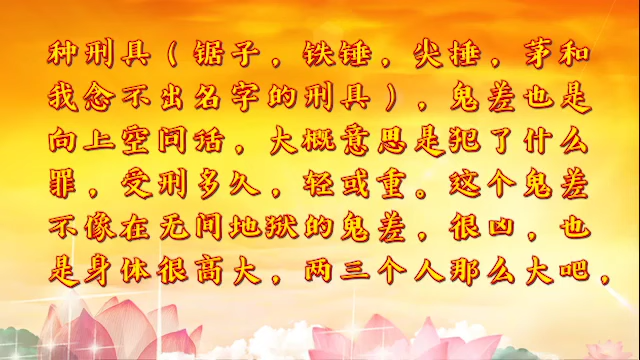 种刑具（锯子，铁锤，尖捶，茅和
我念不出名字的刑具），鬼差也是
向上空问话，大概意思是犯了什么
罪，受刑多久，轻或重。这个鬼差
不像在无间地狱的鬼差，很凶，也
是身体很高大，两三个人那么大吧，